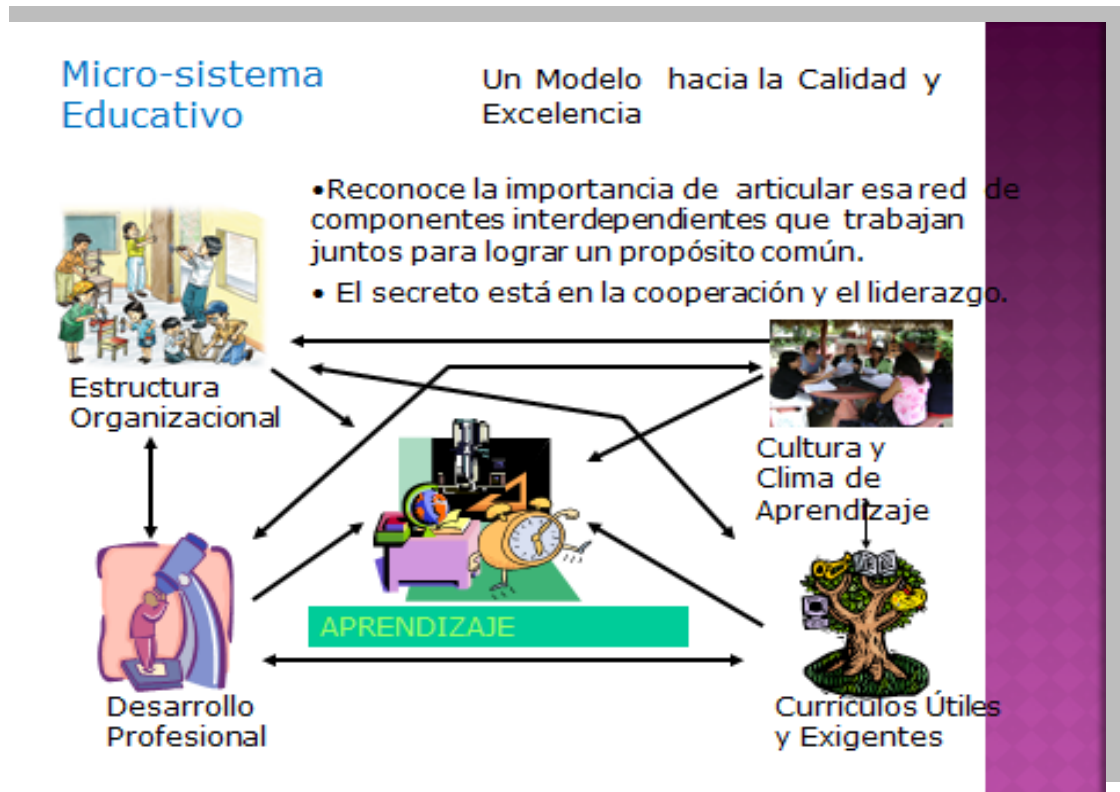 Micro-sistema
Educativo
Un Modelo hacia la Calidad y
Excelencia
•Reconoce la importancia de articular esa red de
componentes interdependientes que trabajan
juntos para lograr un propósito común.
• El secreto está en la cooperación y el liderazgo.
Estructura
Organizacional
Cultura y
Clima de
Aprendizaje
APRENDIZAJE
Desarrollo
Profesional
Currículos Útiles
y Exigentes